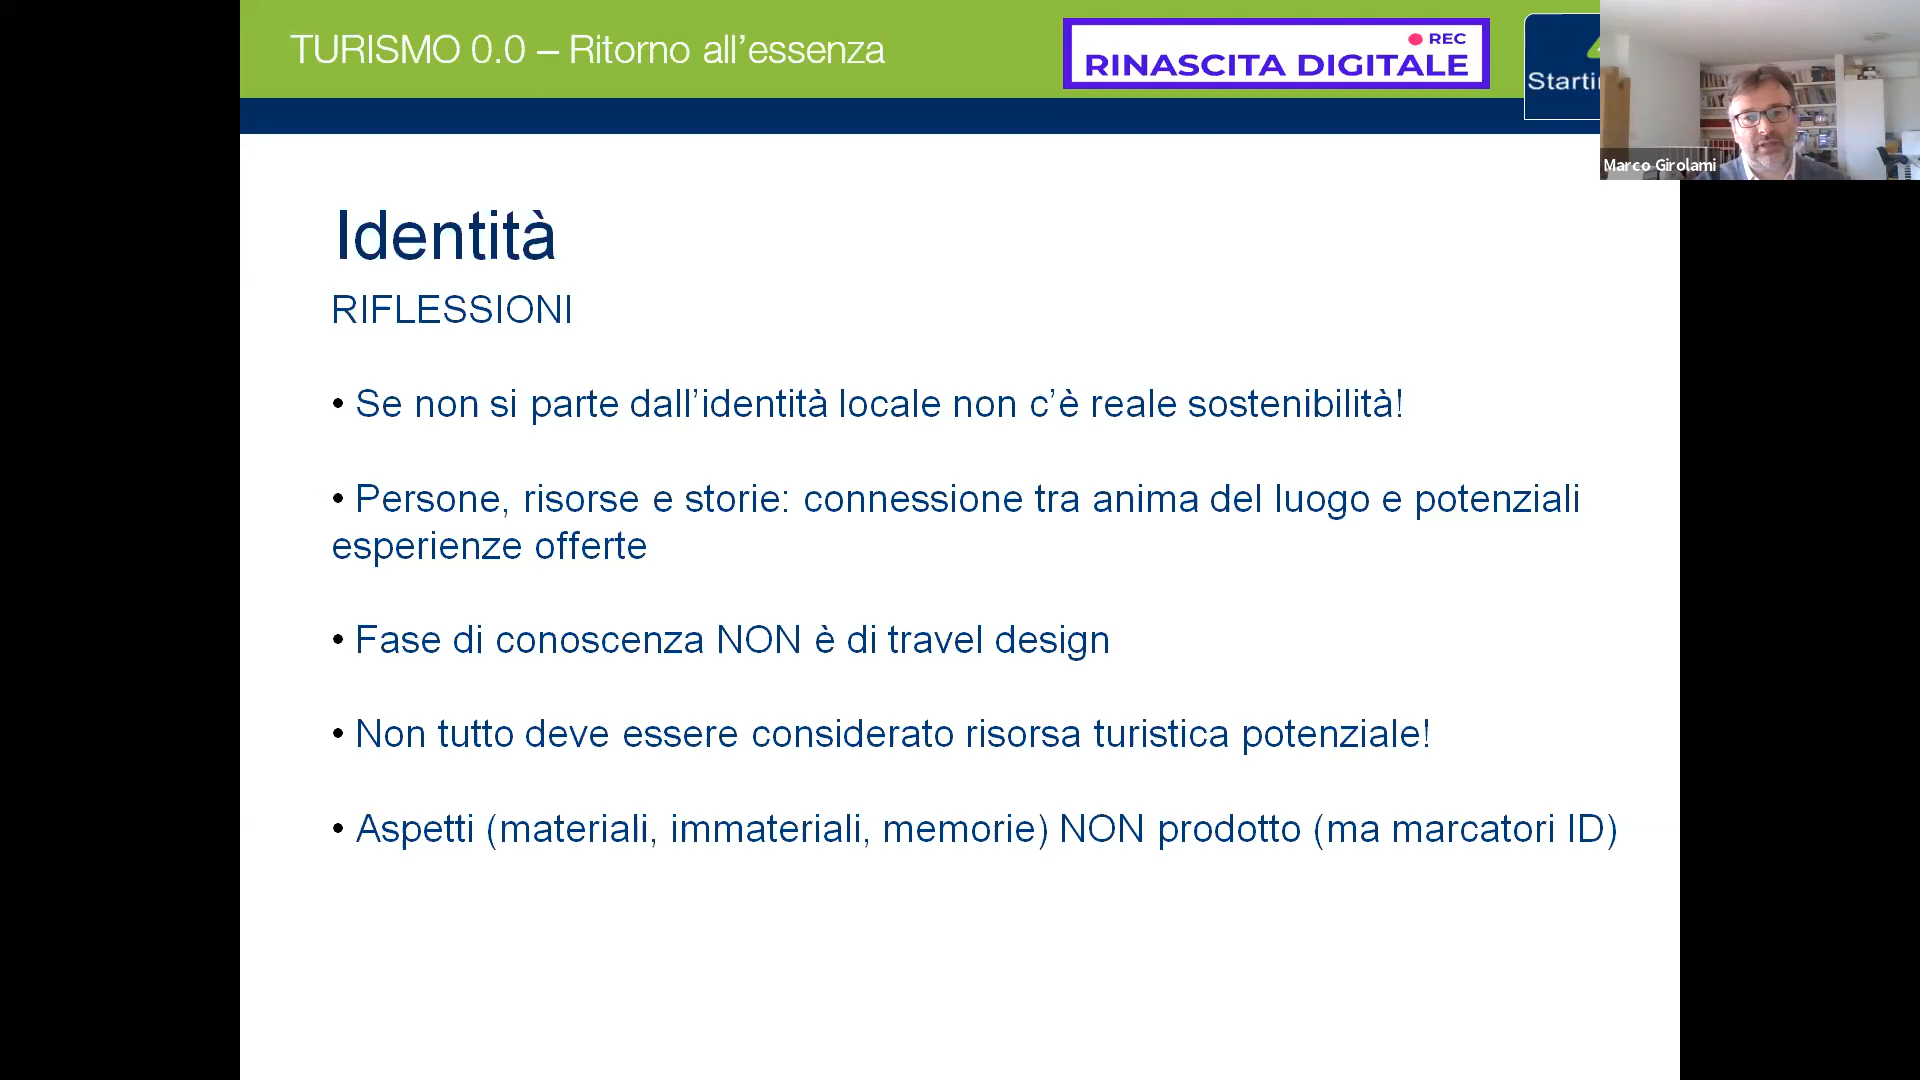 TURISMO 0.0 – Ritorno all’essenza
REC
RINASCITA DIGITALE
Marco Girolami
Identità
RIFLESSIONI
• Se non si parte dall’identità locale non c’è reale sostenibilità!
• Persone, risorse e storie: connessione tra anima del luogo e potenziali
esperienze offerte
• Fase di conoscenza NON è di travel design
• Non tutto deve essere considerato risorsa turistica potenziale!
• Aspetti (materiali, immateriali, memorie) NON prodotto (ma marcatori ID)